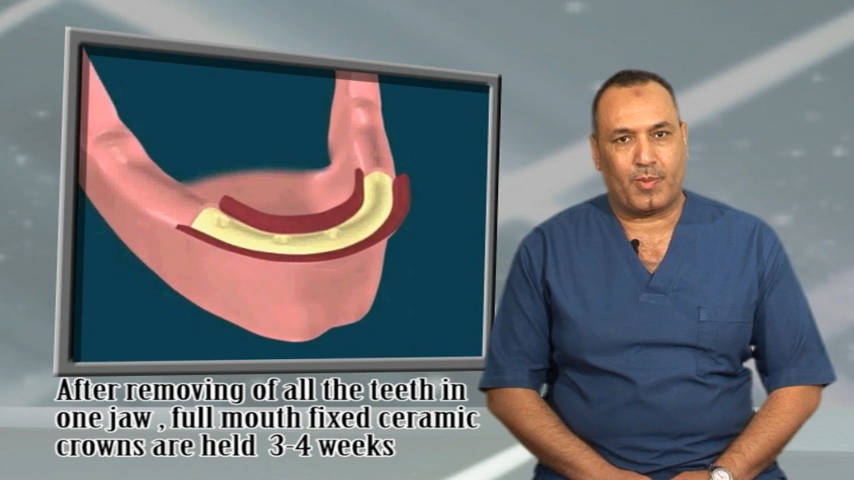 After removing of all the teeth in
one jaw , full mouth fixed ceramic
crowns are held 3-4 weeks